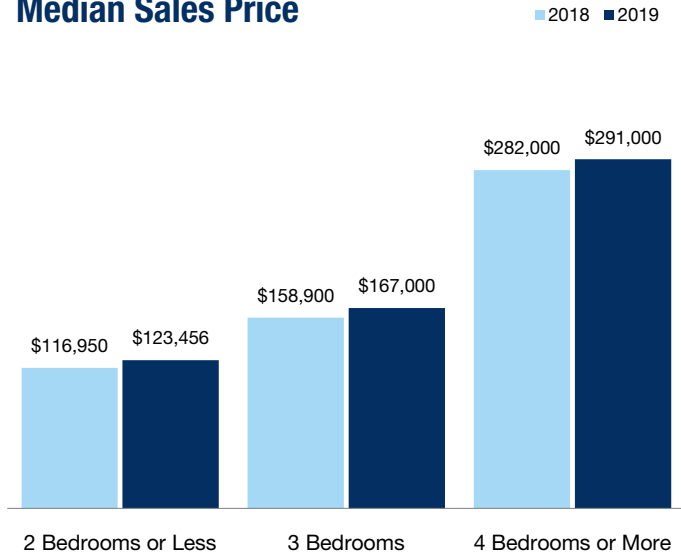 Median Sales Price
2018 2019
$282,000 $291,000
$158,900 $167,000
$116,950 $123,456
2 Bedrooms or Less 3 Bedrooms 4 Bedrooms or More